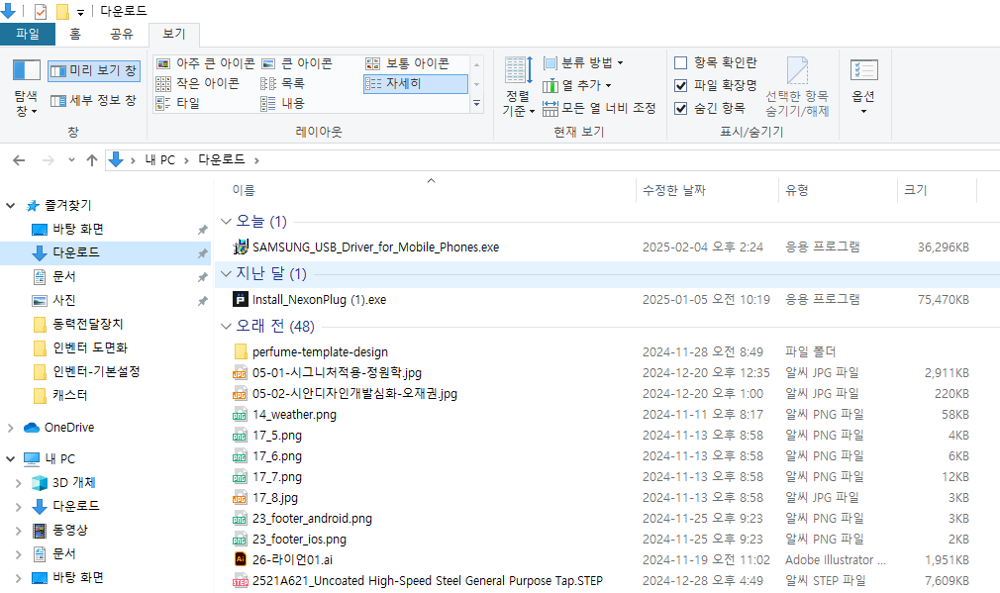 다운로드
파일 홈 공유 보기
탐색 창
미리 보기 창
세부 정보 창
창
아주 큰 아이콘 큰 아이콘 보통 아이콘
작은 아이콘 목록 자세히
타일 내용
레이아웃
정렬 기준
분류 방법
열 추가
모든 열 너비 조정
현재 보기
항목 확인란
파일 확장명
숨긴 항목
선택한 항목 숨기기/해제
표시/숨기기
옵션
내 PC 다운로드
즐겨찾기
바탕 화면
다운로드
문서
사진
동력전달장치
인벤터 도면화
인벤터-기본설정
캐스터
OneDrive
내 PC
3D 개체
다운로드
동영상
문서
바탕 화면
이름 수정한 날짜 유형 크기
오늘 (1)
SAMSUNG_USB_Driver_for_Mobile_Phones.exe 2025-02-04 오후 2:24 응용 프로그램 36,296KB
지난 달 (1)
Install_NexonPlug (1).exe 2025-01-05 오전 10:19 응용 프로그램 75,470KB
오래 전 (48)
perfume-template-design 2024-11-28 오전 8:49 파일 폴더
05-01-시그니처적용-정원학.jpg 2024-12-20 오후 12:35 알씨 JPG 파일 2,911KB
05-02-시안디자인개발심화-오재권.jpg 2024-12-20 오후 1:00 알씨 JPG 파일 220KB
14_weather.png 2024-11-11 오후 8:17 알씨 PNG 파일 58KB
17_5.png 2024-11-13 오후 8:58 알씨 PNG 파일 4KB
17_6.png 2024-11-13 오후 8:58 알씨 PNG 파일 6KB
17_7.png 2024-11-13 오후 8:58 알씨 PNG 파일 12KB
17_8.jpg 2024-11-13 오후 8:58 알씨 JPG 파일 3KB
23_footer_android.png 2024-11-25 오후 9:23 알씨 PNG 파일 3KB
23_footer_ios.png 2024-11-25 오후 9:23 알씨 PNG 파일 2KB
26-라이언01.ai 2024-11-19 오전 11:02 Adobe Illustrator ... 1,951KB
2521A621_Uncoated High-Speed Steel General Purpose Tap.STEP 2024-12-28 오후 4:49 알씨 STEP 파일 7,609KB